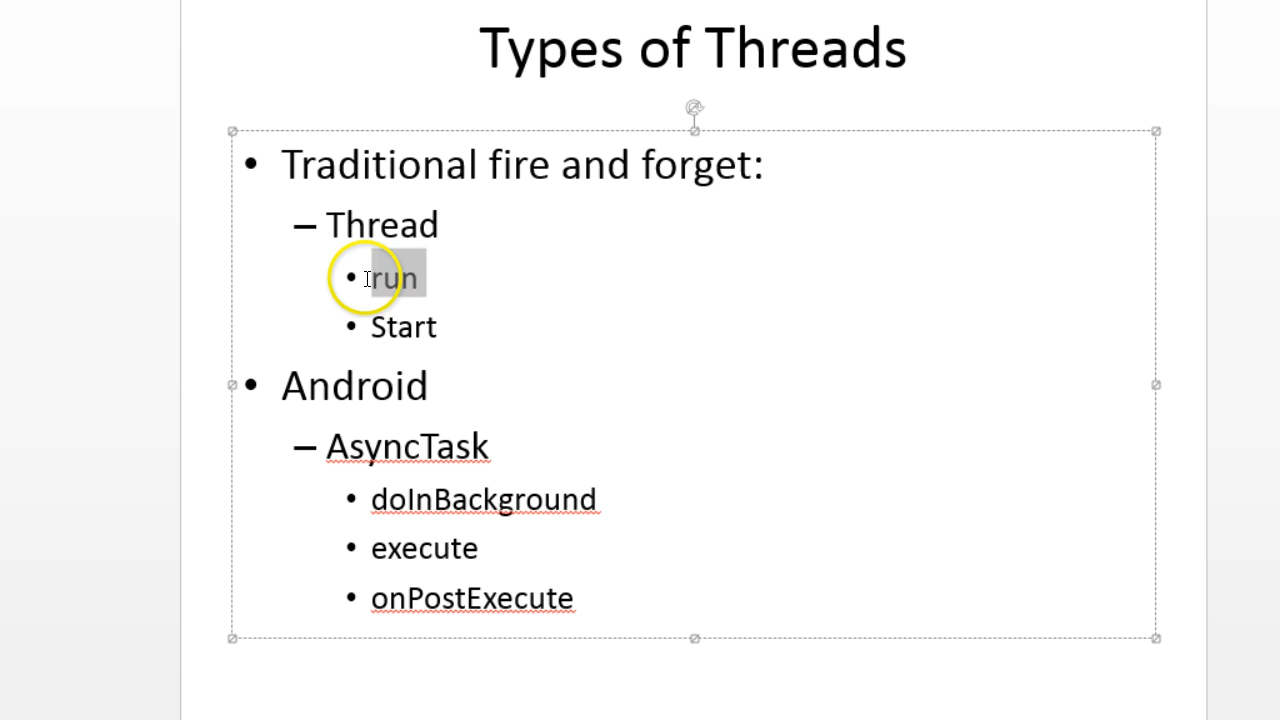 Types of Threads
• Traditional fire and forget:
– Thread
• run
• Start
• Android
– AsyncTask
• doInBackground
• execute
• onPostExecute